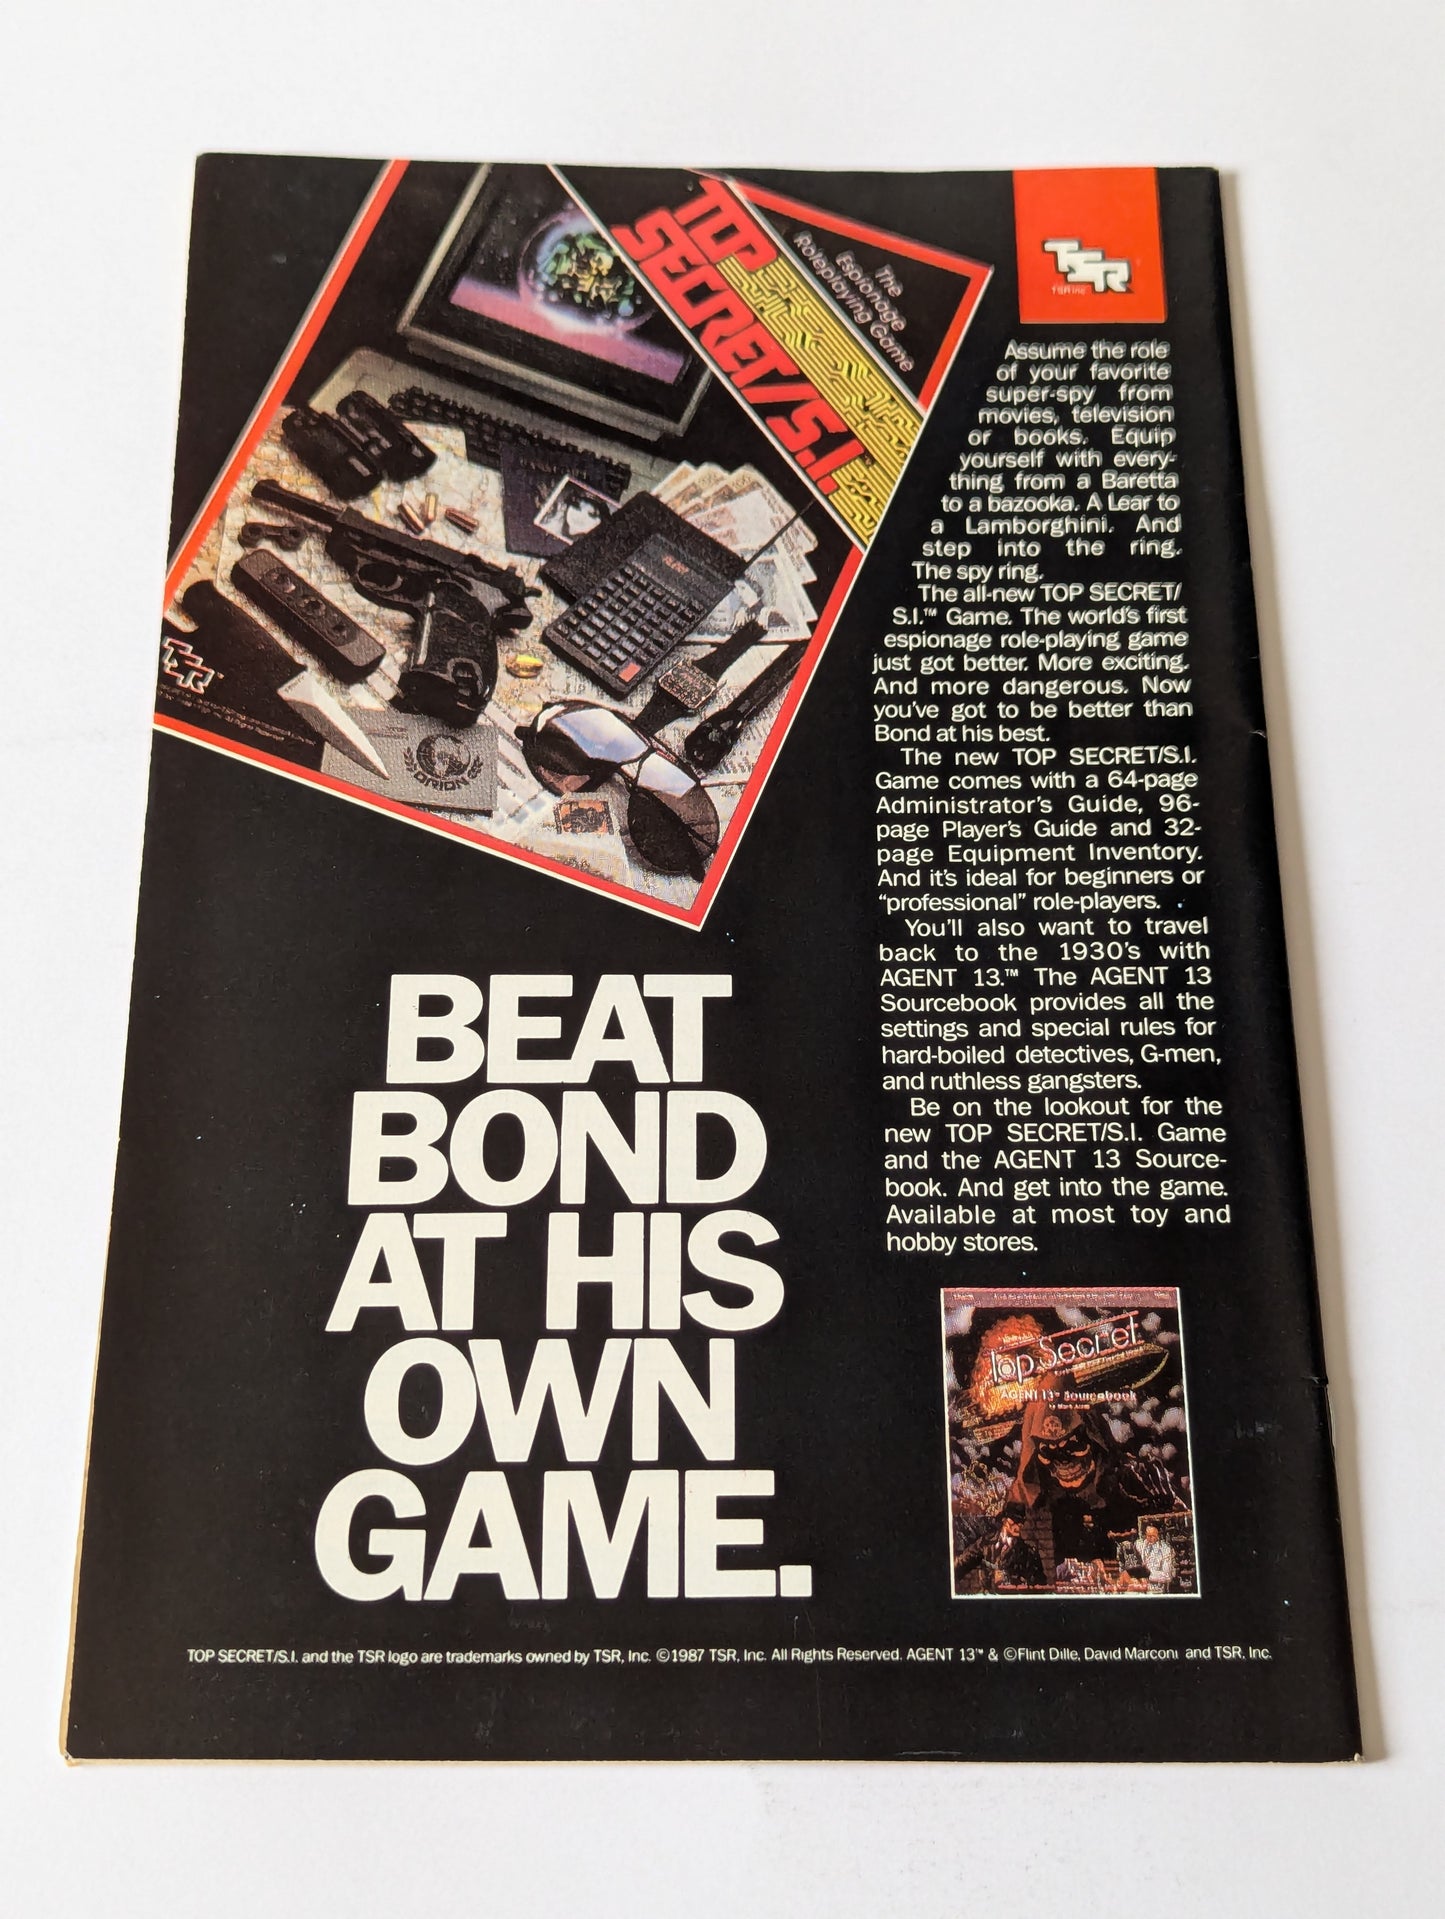 TOP
SECRET/S.I.™
The
Espionage
Roleplaying Game
TSR
TSR Inc
TSR™
ORION
Assume the role
of your favorite
super-spy from
movies, television
or books. Equip
yourself with every-
thing from a Baretta
to a bazooka. A Lear to
a Lamborghini. And
step into the ring.
The spy ring.
The all-new TOP SECRET/
S.I.™ Game. The world's first
espionage role-playing game
just got better. More exciting.
And more dangerous. Now
you've got to be better than
Bond at his best.
The new TOP SECRET/S.I.
Game comes with a 64-page
Administrator's Guide, 96-
page Player's Guide and 32-
page Equipment Inventory.
And it's ideal for beginners or
"professional" role-players.
You'll also want to travel
back to the 1930's with
AGENT 13.™ The AGENT 13
Sourcebook provides all the
settings and special rules for
hard-boiled detectives, G-men,
and ruthless gangsters.
Be on the lookout for the
new TOP SECRET/S.I. Game
and the AGENT 13 Source-
book. And get into the game.
Available at most toy and
hobby stores.
BEAT
BOND
AT HIS
OWN
GAME.
Top Secret
AGENT 13™ Sourcebook
TOP SECRET/S.I. and the TSR logo are trademarks owned by TSR, Inc. ©1987 TSR, Inc. All Rights Reserved. AGENT 13™ & ©Flint Dille, David Marconi and TSR, Inc.